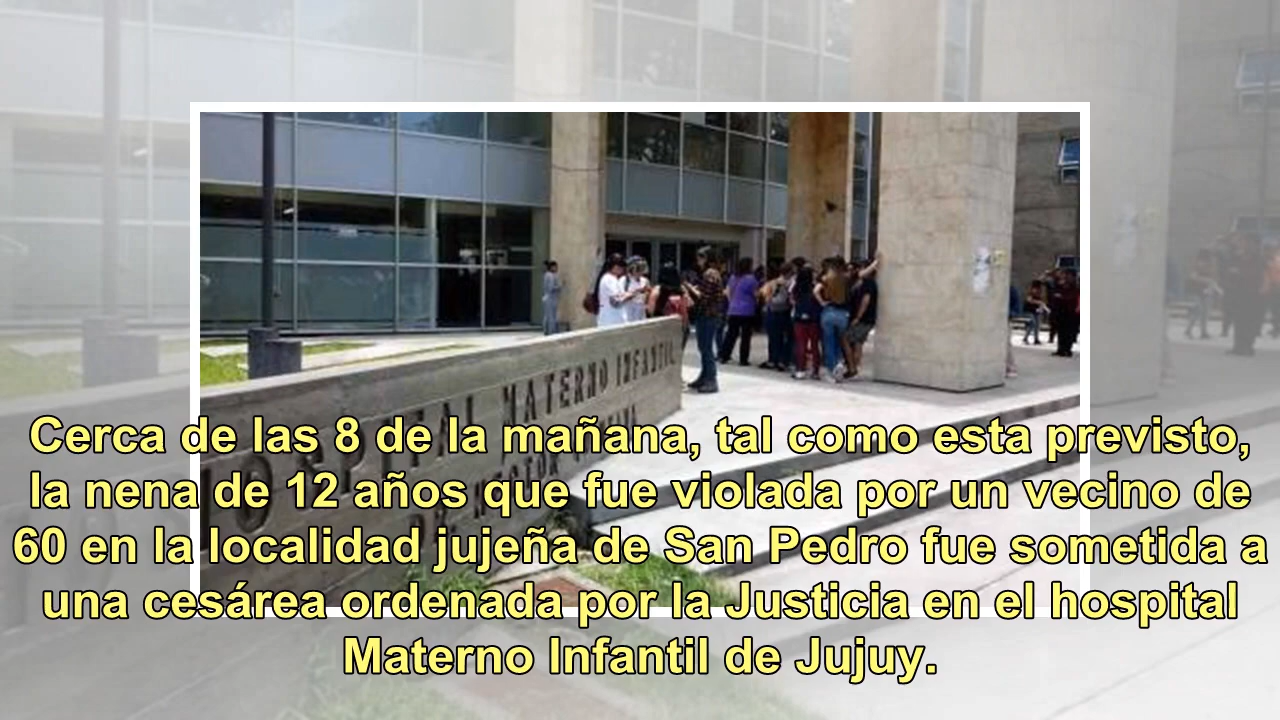 HOSPITAL MATERNO INFANTIL
Cerca de las 8 de la mañana, tal como esta previsto,
la nena de 12 años que fue violada por un vecino de
60 en la localidad jujeña de San Pedro fue sometida a
una cesárea ordenada por la Justicia en el hospital
Materno Infantil de Jujuy.